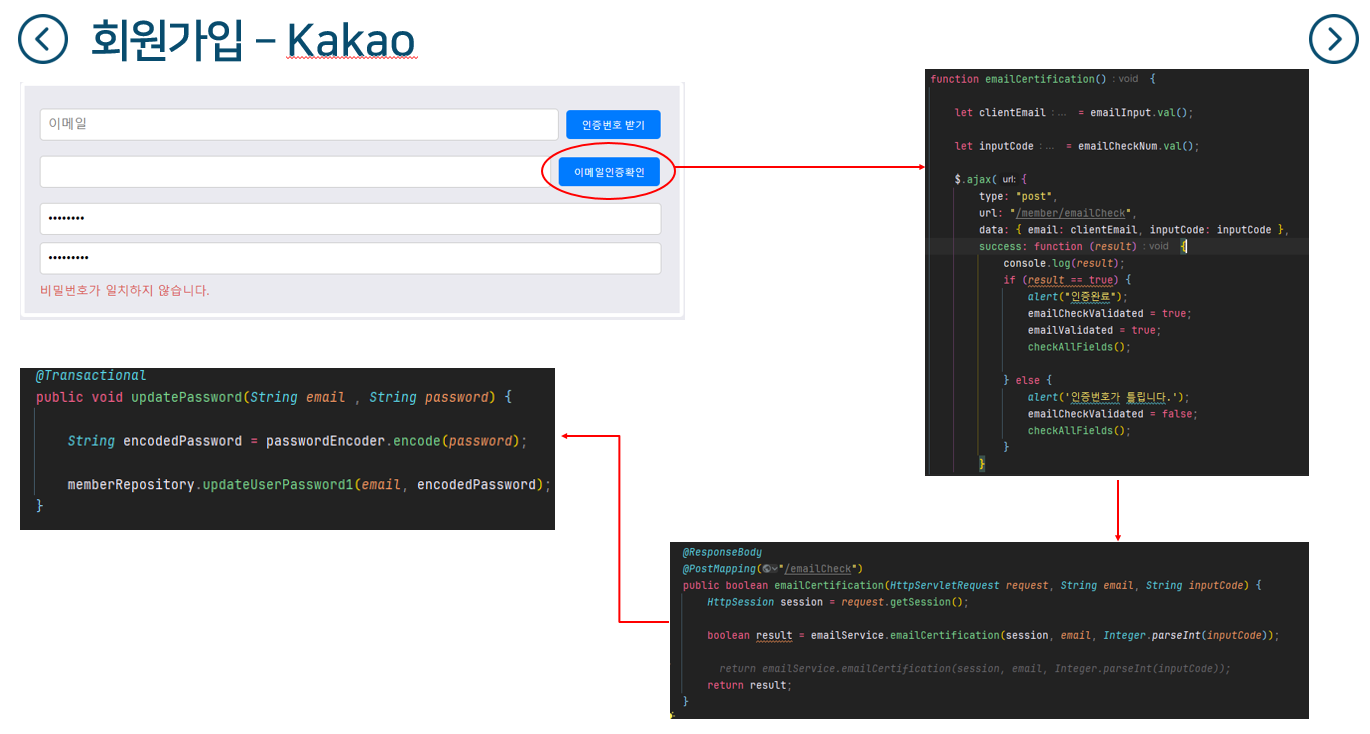 회원가입 – Kakao
이메일
인증번호 받기
이메일인증확인
비밀번호가 일치하지 않습니다.
function emailCertification() : void {
let clientEmail : ... = emailInput.val();
let inputCode : ... = emailCheckNum.val();
$.ajax( url: {
type: "post",
url: "/member/emailCheck",
data: { email: clientEmail, inputCode: inputCode },
success: function (result) : void {
console.log(result);
if (result == true) {
alert("인증완료");
emailCheckValidated = true;
emailValidated = true;
checkAllFields();
} else {
alert('인증번호가 틀립니다.');
emailCheckValidated = false;
checkAllFields();
}
}
@Transactional
public void updatePassword(String email , String password) {
String encodedPassword = passwordEncoder.encode(password);
memberRepository.updateUserPassword1(email, encodedPassword);
}
@ResponseBody
@PostMapping("/emailCheck")
public boolean emailCertification(HttpServletRequest request, String email, String inputCode) {
HttpSession session = request.getSession();
boolean result = emailService.emailCertification(session, email, Integer.parseInt(inputCode));
return emailService.emailCertification(session, email, Integer.parseInt(inputCode));
return result;
}